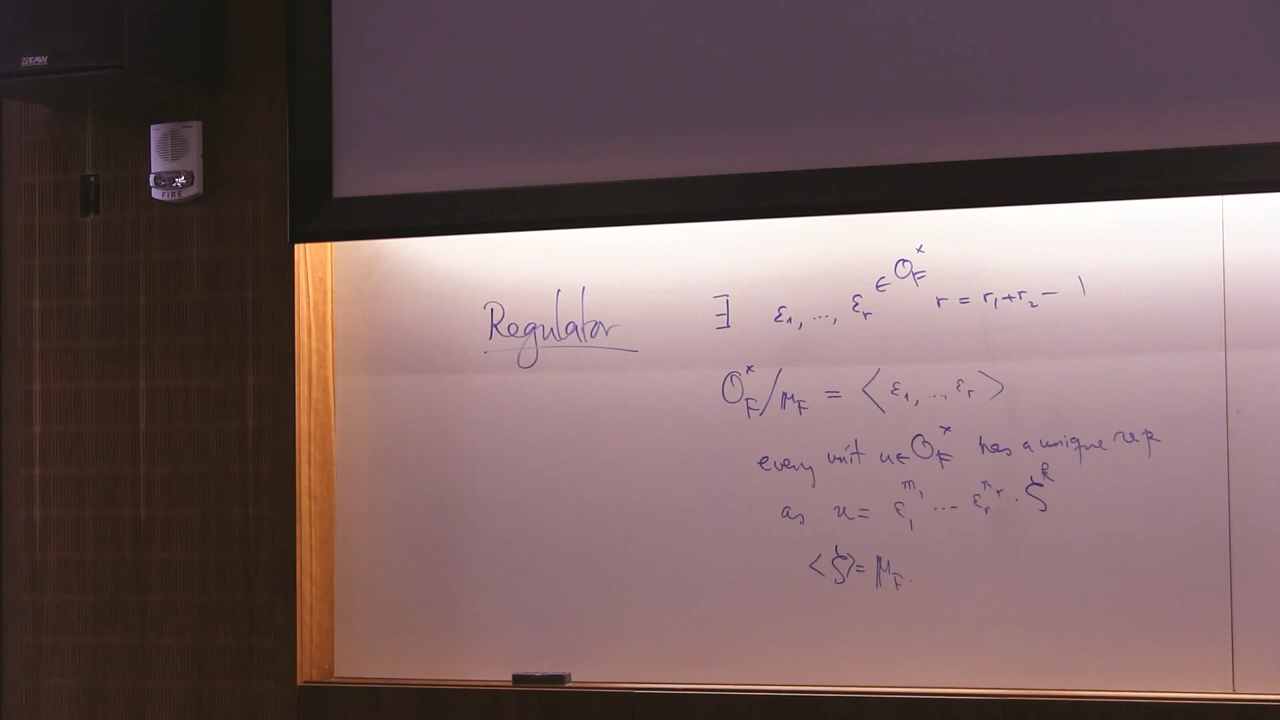 EAW
FIRE
Regulator
∃ ε₁, ..., εᵣ ∈ O_F^× r = r₁+r₂−1
O_F^×/μ_F = ⟨ε₁, ... εᵣ⟩
every unit u∈O_F^× has a unique rep
as u = ε₁^{m₁} ... εᵣ^{mᵣ} · ζ^k
⟨ζ⟩ = μ_F.